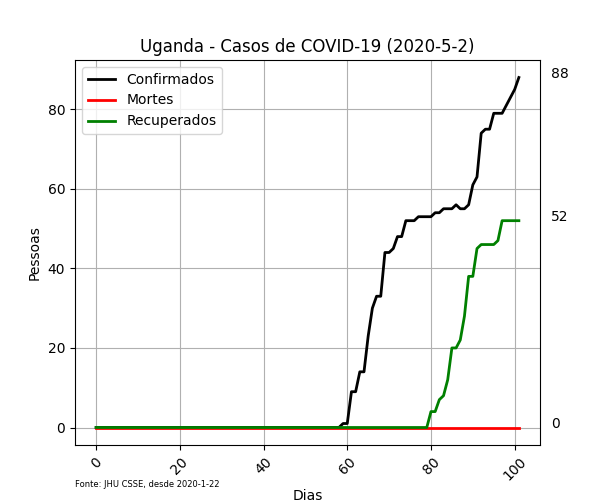 Uganda - Casos de COVID-19 (2020-5-2)
Confirmados
Mortes
Recuperados
88
52
0
Pessoas
80
60
40
20
0
0
20
40
60
80
100
Dias
Fonte: JHU CSSE, desde 2020-1-22